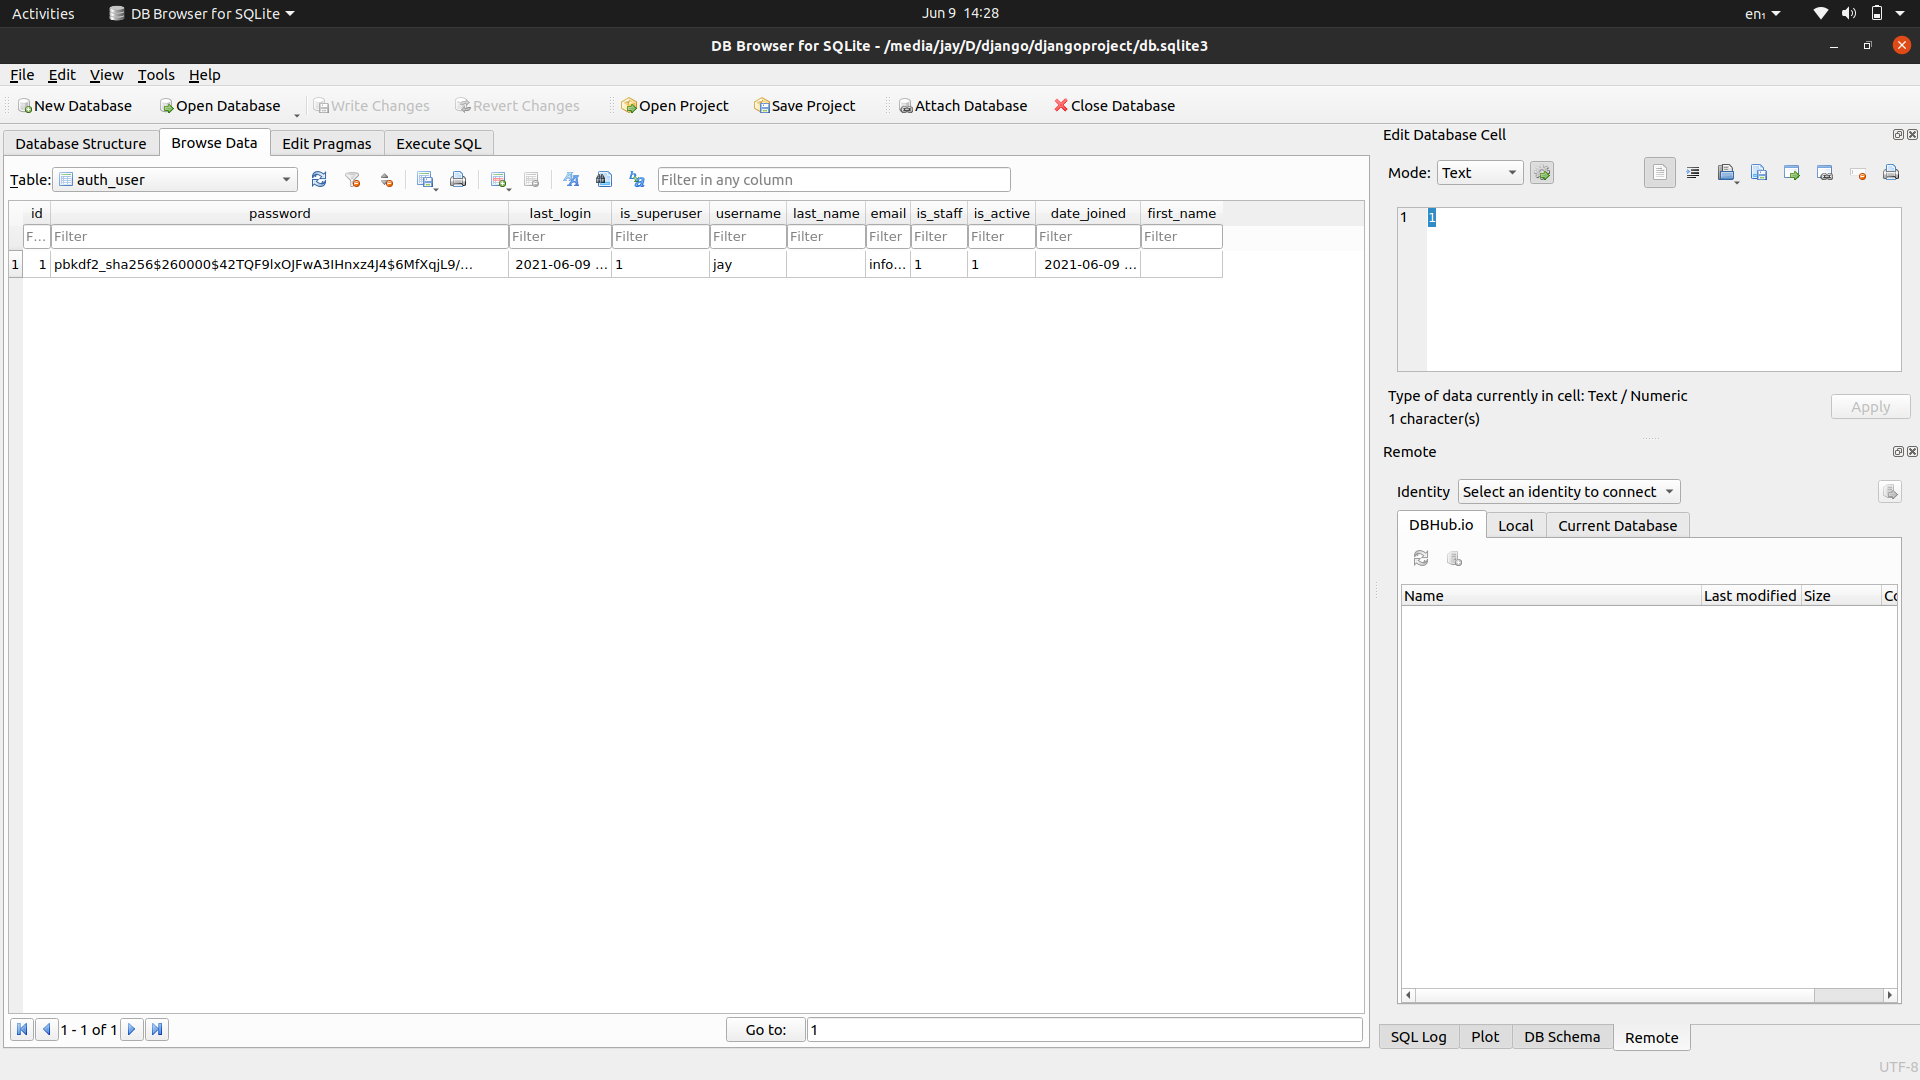 Activities DB Browser for SQLite Jun 9 14:28 en₁
DB Browser for SQLite - /media/jay/D/django/djangoproject/db.sqlite3
File Edit View Tools Help
New Database Open Database Write Changes Revert Changes Open Project Save Project Attach Database Close Database
Database Structure Browse Data Edit Pragmas Execute SQL
Table: auth_user Filter in any column
id password last_login is_superuser username last_name email is_staff is_active date_joined first_name
F... Filter Filter Filter Filter Filter Filter Filter Filter Filter Filter
1 1 pbkdf2_sha256$260000$42TQF9lxOJFwA3IHnxz4J4$6MfXqjL9/... 2021-06-09 ... 1 jay info... 1 1 2021-06-09 ...
1 - 1 of 1 Go to: 1
Edit Database Cell
Mode: Text
1 1
Type of data currently in cell: Text / Numeric
1 character(s)
Apply
Remote
Identity Select an identity to connect
DBHub.io Local Current Database
Name Last modified Size Co
SQL Log Plot DB Schema Remote
UTF-8